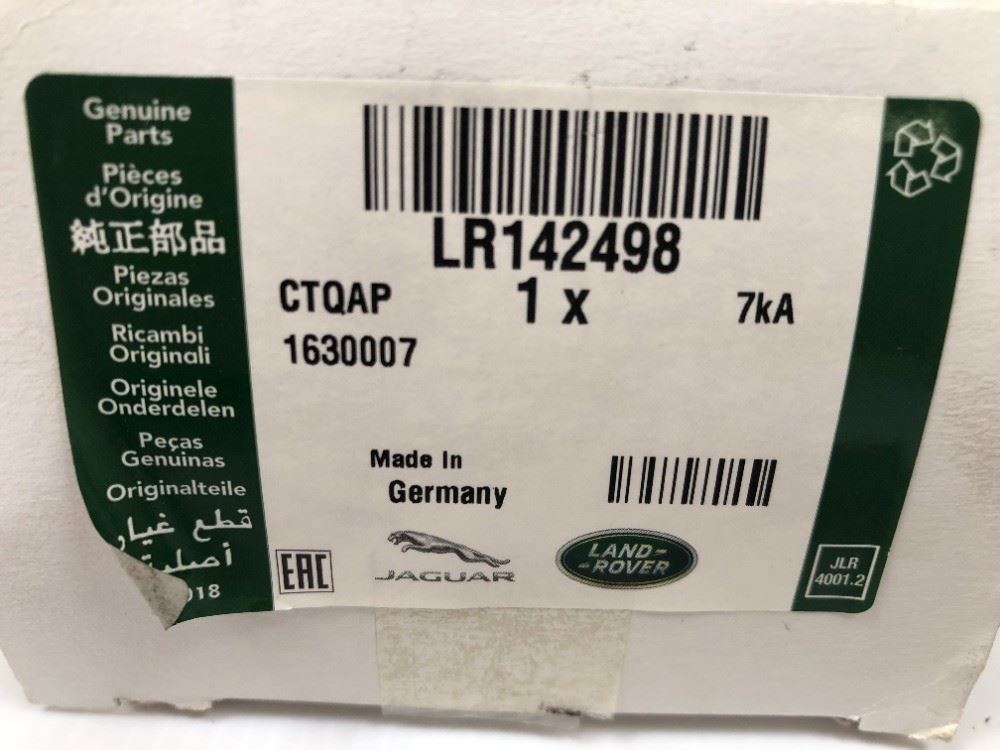 Genuine
Parts
Pièces
d'Origine
純正部品
Piezas
Originales
Ricambi
Originali
Originele
Onderdelen
Peças
Genuinas
Originalteile
قطع غيار
018
LR142498
CTQAP
1 x
7kA
1630007
Made In
Germany
EAC
JAGUAR
LAND-
-ROVER
JLR
4001.2